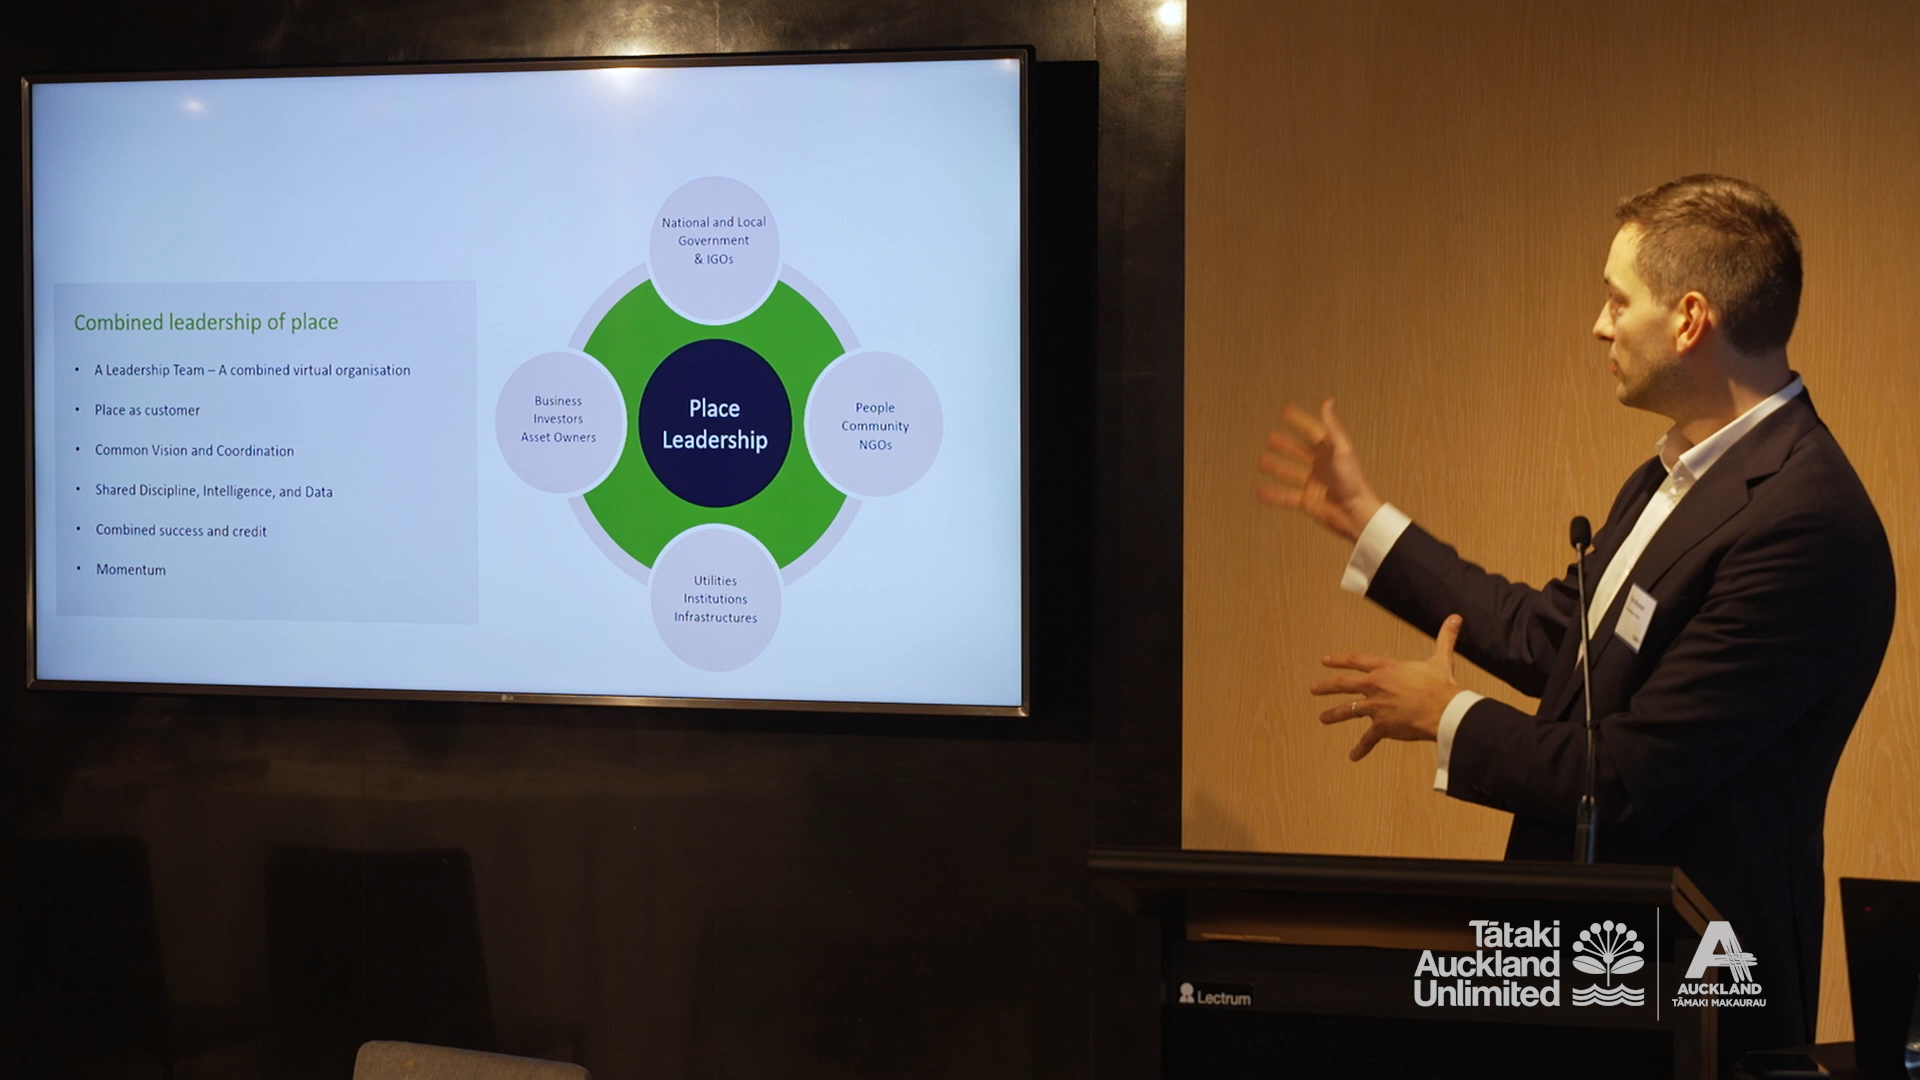 Combined leadership of place
• A Leadership Team – A combined virtual organisation
• Place as customer
• Common Vision and Coordination
• Shared Discipline, Intelligence, and Data
• Combined success and credit
• Momentum
National and Local
Government
& IGOs
Business
Investors
Asset Owners
Place
Leadership
People
Community
NGOs
Utilities
Institutions
Infrastructures
LG
Lectrum
Tātaki
Auckland
Unlimited
AUCKLAND
TĀMAKI MAKAURAU